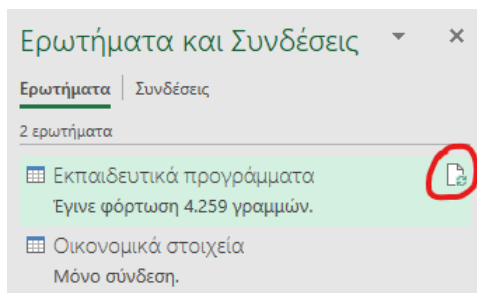 Ερωτήματα και Συνδέσεις
Ερωτήματα Συνδέσεις
2 ερωτήματα
Εκπαιδευτικά προγράμματα
Έγινε φόρτωση 4.259 γραμμών.
Οικονομικά στοιχεία
Μόνο σύνδεση.